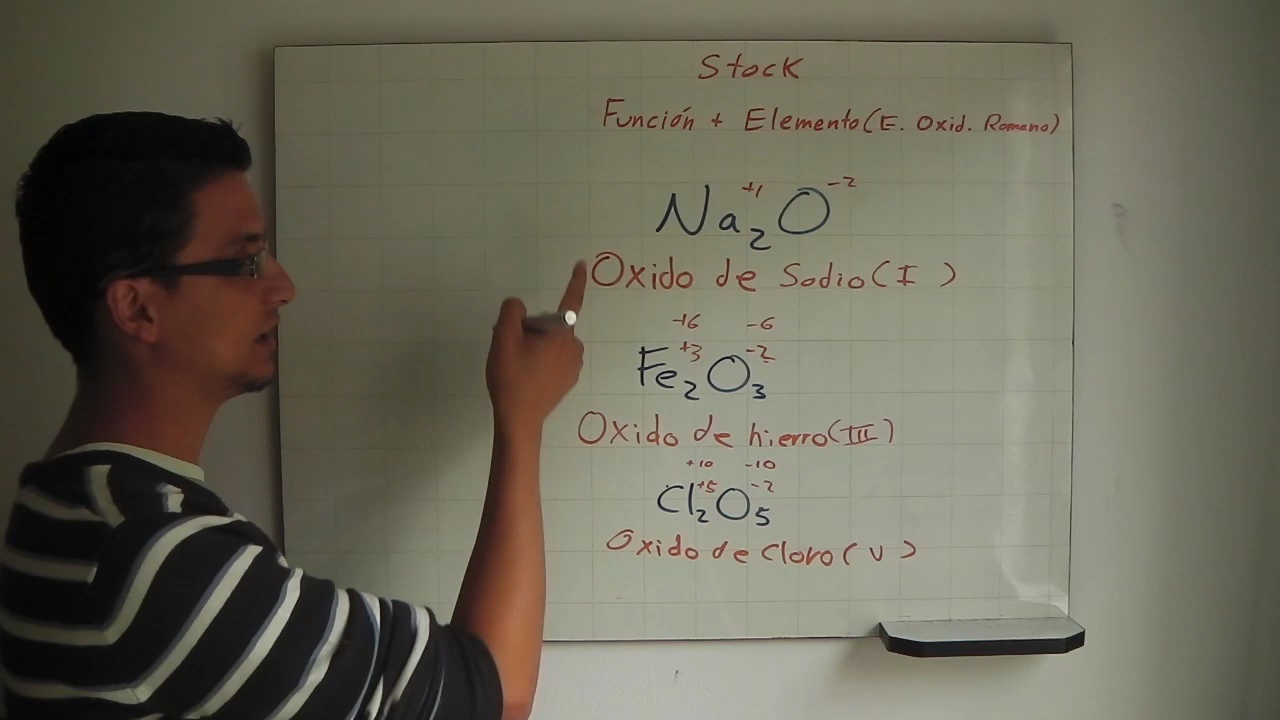 Stock
Función + Elemento (E. Oxid. Romano)
Na₂⁺¹O⁻²
Oxido de Sodio (I )
+6 -6
Fe₂⁺³O₃⁻²
Oxido de hierro (III)
+10 -10
Cl₂⁺⁵O₅⁻²
Oxido de Cloro ( V )